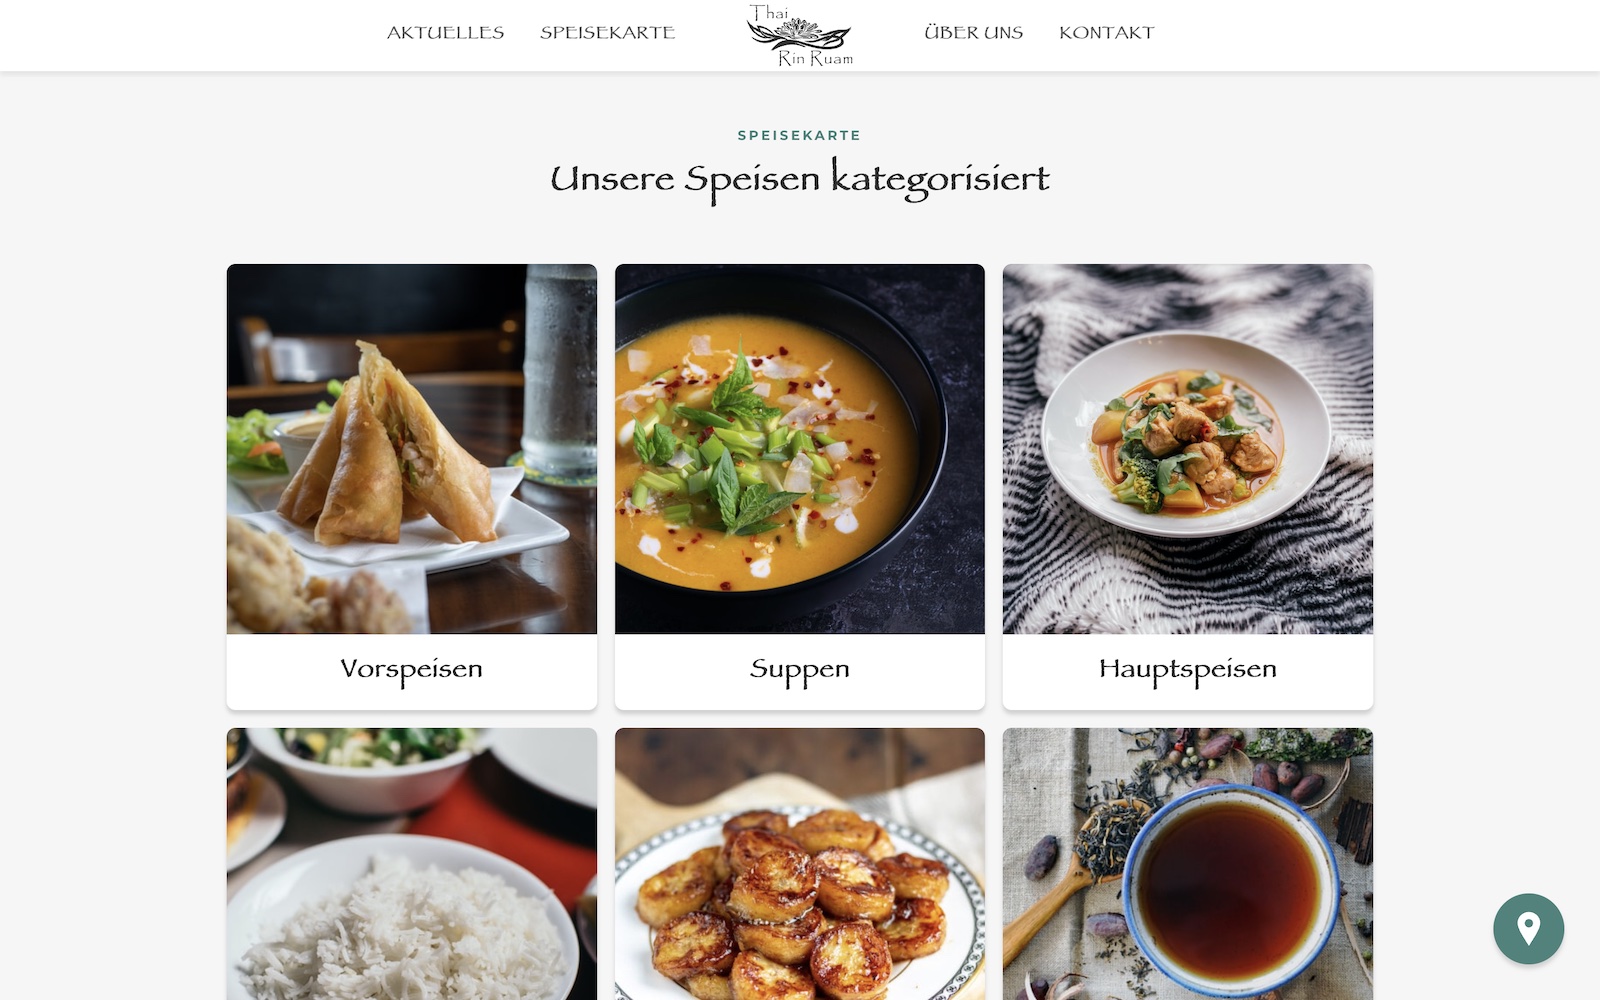 AKTUELLES SPEISEKARTE Thai Rin Ruam ÜBER UNS KONTAKT
SPEISEKARTE
Unsere Speisen kategorisiert
Vorspeisen
Suppen
Hauptspeisen